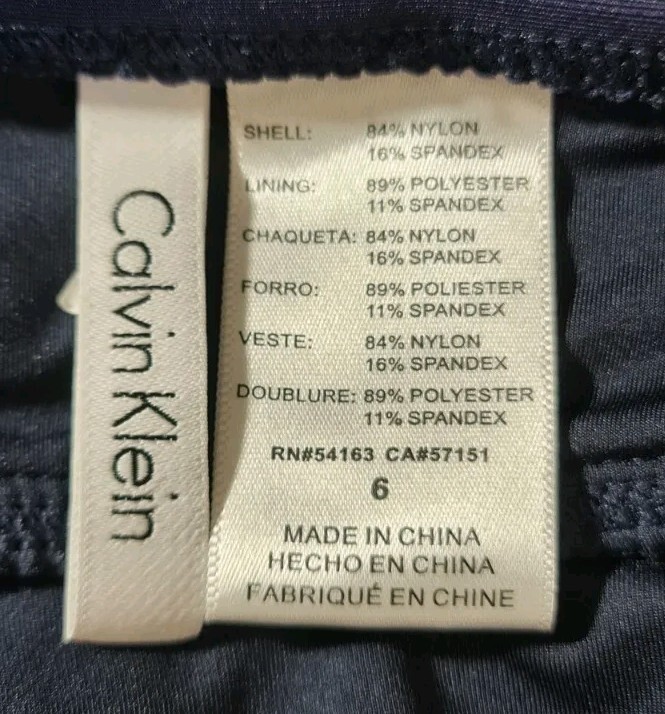 Calvin Klein
SHELL: 84% NYLON
16% SPANDEX
LINING: 89% POLYESTER
11% SPANDEX
CHAQUETA: 84% NYLON
16% SPANDEX
FORRO: 89% POLIESTER
11% SPANDEX
VESTE: 84% NYLON
16% SPANDEX
DOUBLURE: 89% POLYESTER
11% SPANDEX
RN#54163 CA#57151
6
MADE IN CHINA
HECHO EN CHINA
FABRIQUÉ EN CHINE